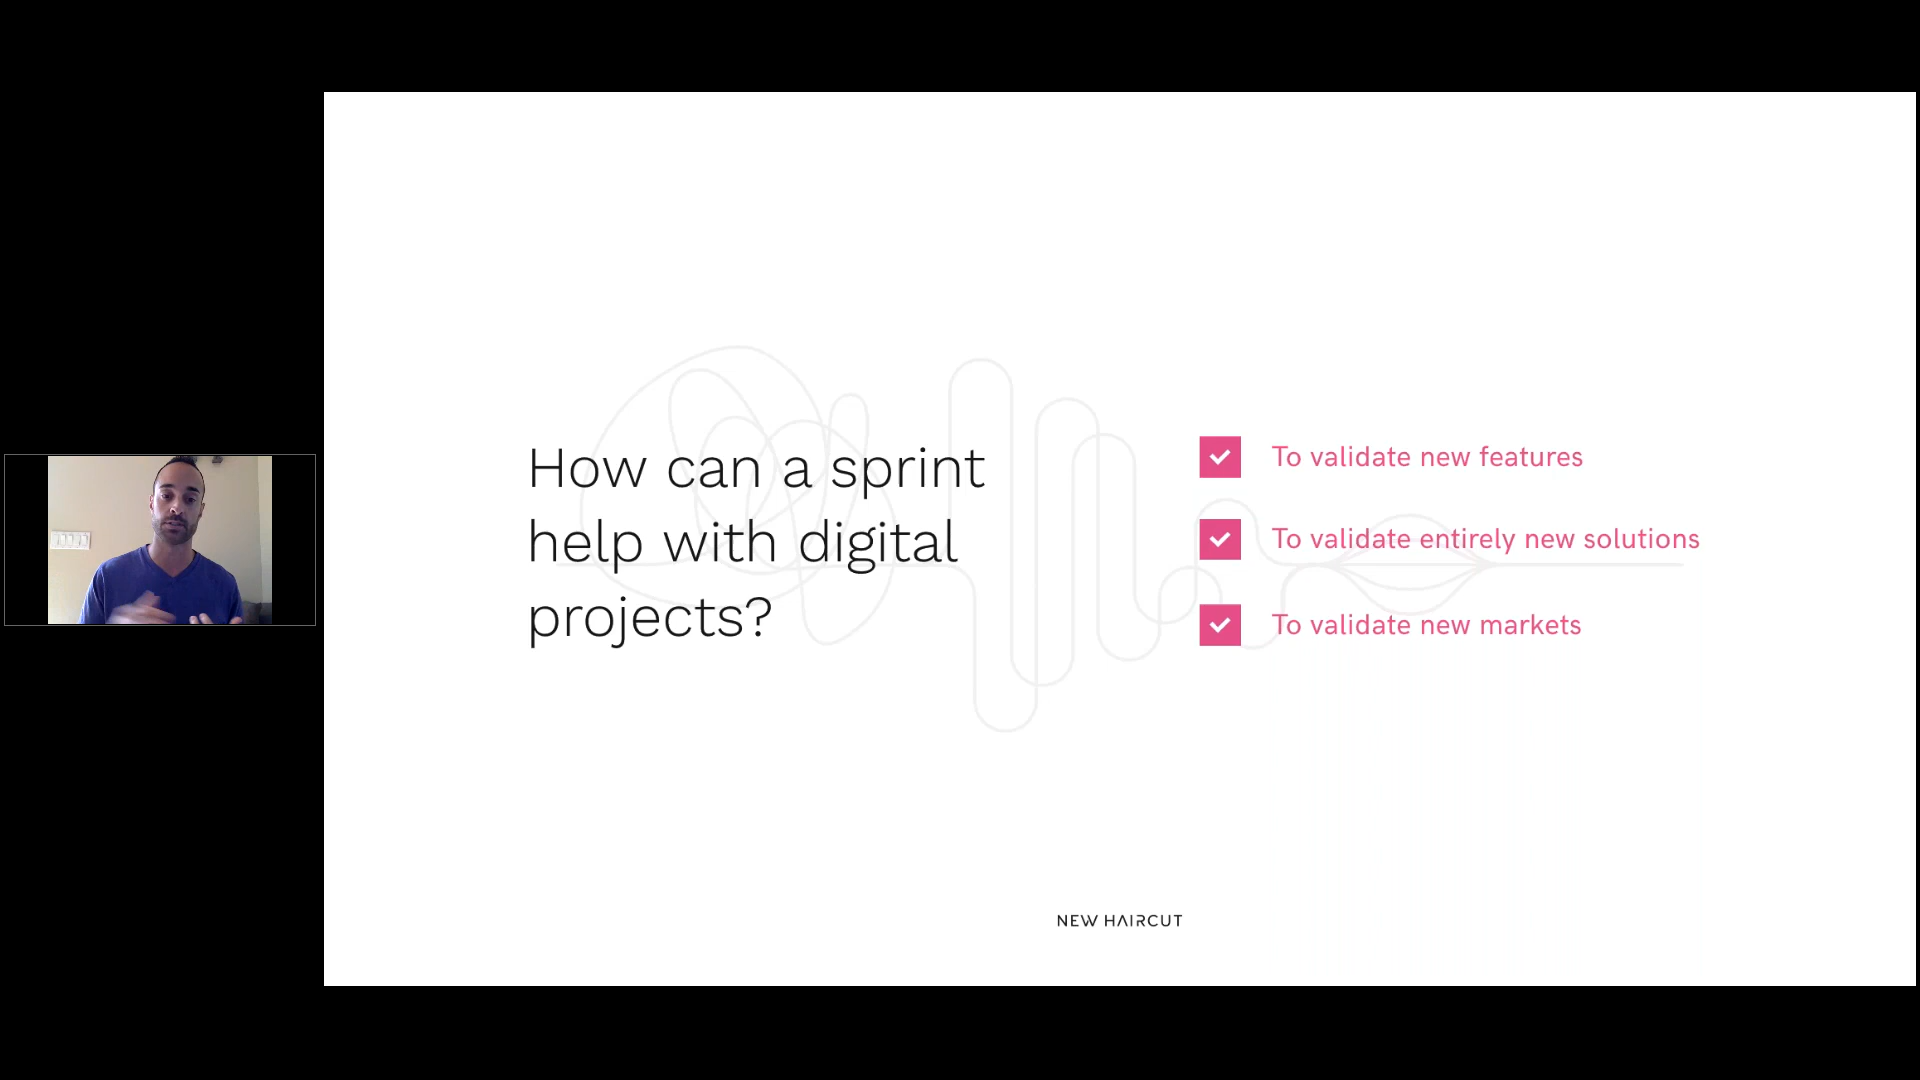 How can a sprint
help with digital
projects?
To validate new features
To validate entirely new solutions
To validate new markets
NEW HAIRCUT